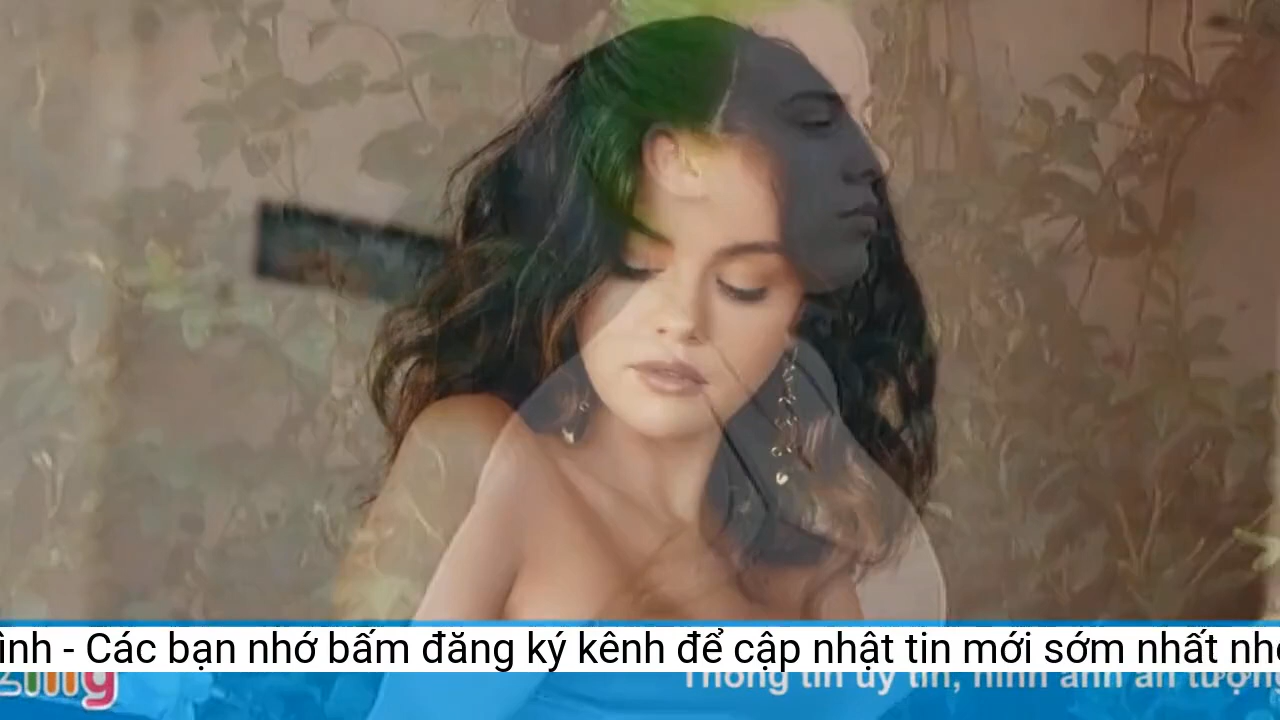 ình - Các bạn nhớ bấm đăng ký kênh để cập nhật tin mới sớm nhất nhé
zing
Thông tin uy tín, hình ảnh ấn tượng